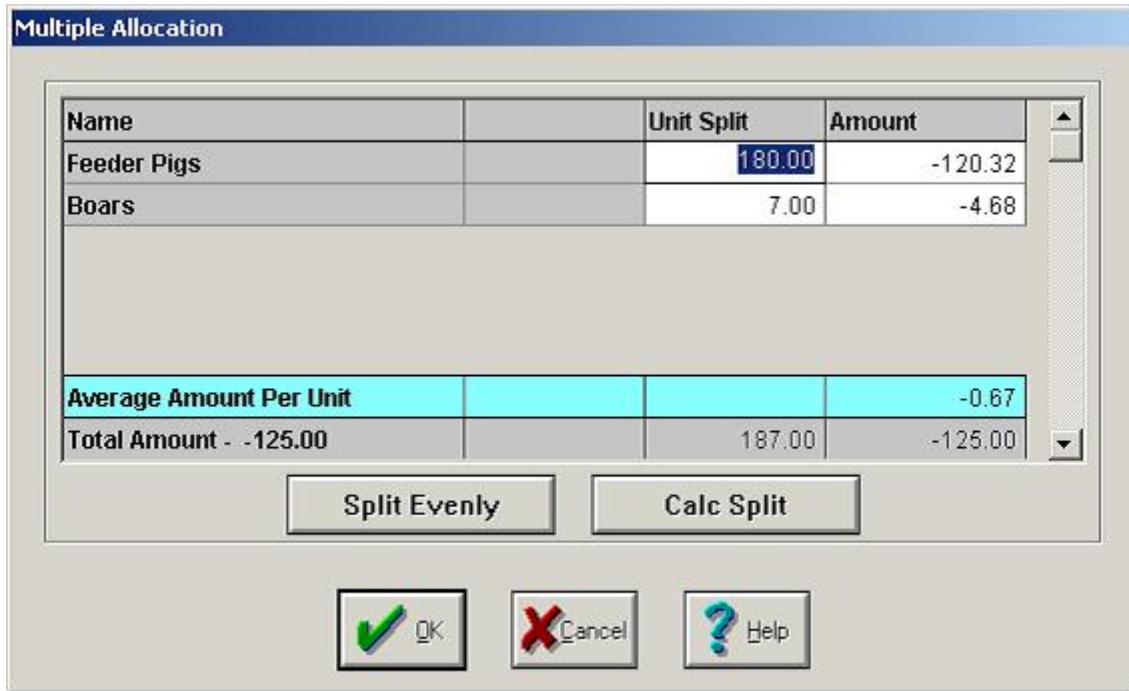 Multiple Allocation
Name Unit Split Amount
Feeder Pigs 180.00 -120.32
Boars 7.00 -4.68
Average Amount Per Unit -0.67
Total Amount - -125.00 187.00 -125.00
Split Evenly Calc Split
OK Cancel Help